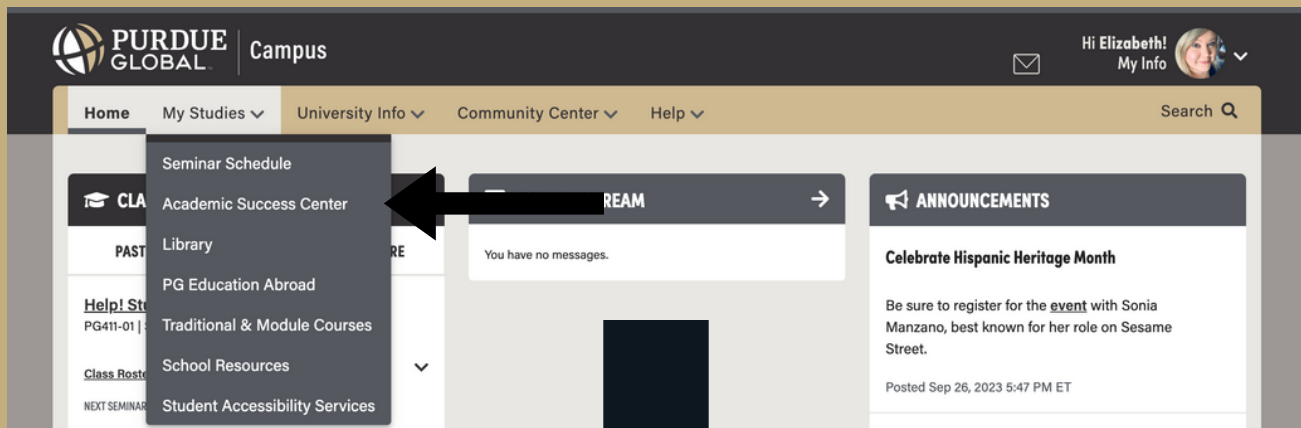 PURDUE
GLOBAL
Campus
Hi Elizabeth!
My Info
Home My Studies University Info Community Center Help Search
Seminar Schedule
Academic Success Center
Library
PG Education Abroad
Traditional & Module Courses
School Resources
Student Accessibility Services
CLA
PAST
RE
Help! Stu
PG411-01 |
Class Roste
NEXT SEMINAR
REAM
You have no messages.
ANNOUNCEMENTS
Celebrate Hispanic Heritage Month
Be sure to register for the event with Sonia
Manzano, best known for her role on Sesame
Street.
Posted Sep 26, 2023 5:47 PM ET